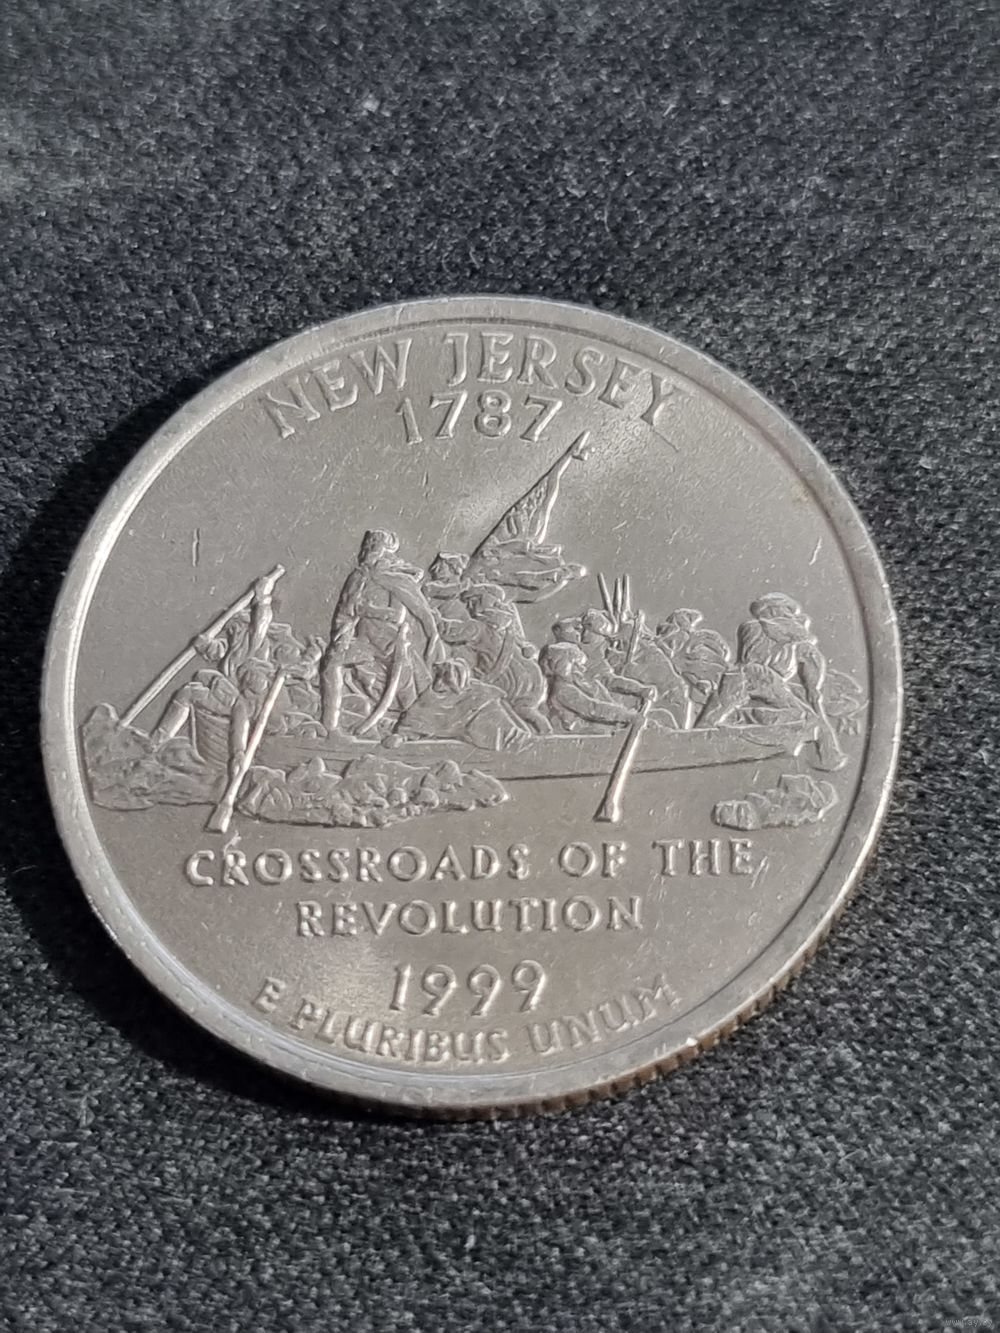 NEW JERSEY
1787
CROSSROADS OF THE
REVOLUTION
1999
E PLURIBUS UNUM